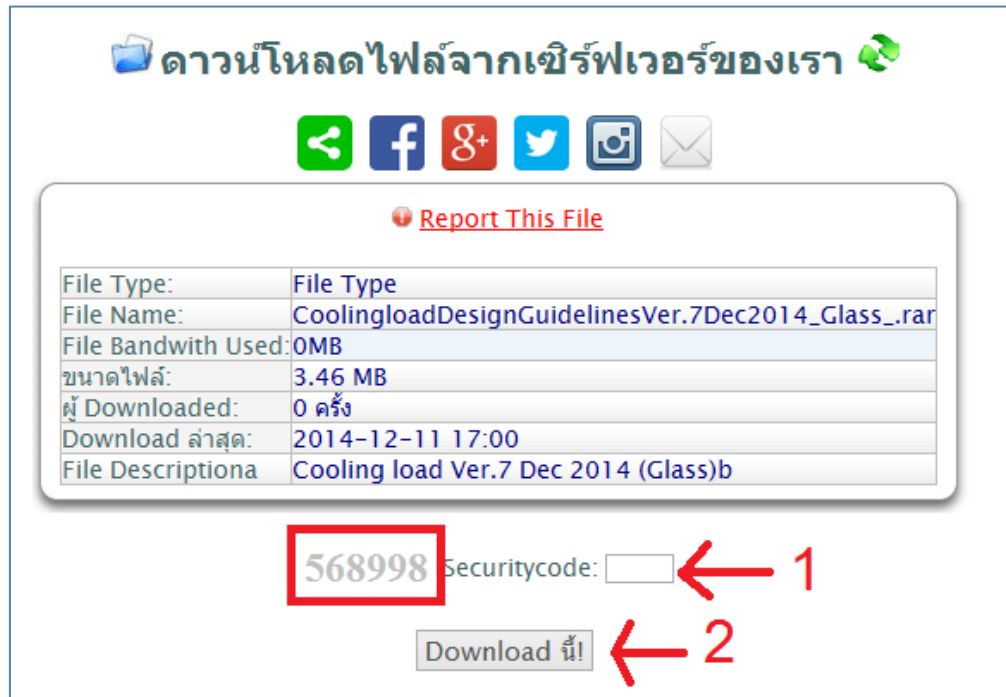 ดาวน์โหลดไฟล์จากเซิร์ฟเวอร์ของเรา
Report This File
File Type: File Type
File Name: CoolingloadDesignGuidelinesVer.7Dec2014_Glass_.rar
File Bandwith Used: 0MB
ขนาดไฟล์: 3.46 MB
ผู้ Downloaded: 0 ครั้ง
Download ล่าสุด: 2014-12-11 17:00
File Descriptiona Cooling load Ver.7 Dec 2014 (Glass)b
568998 Securitycode: 1
Download นี้! 2